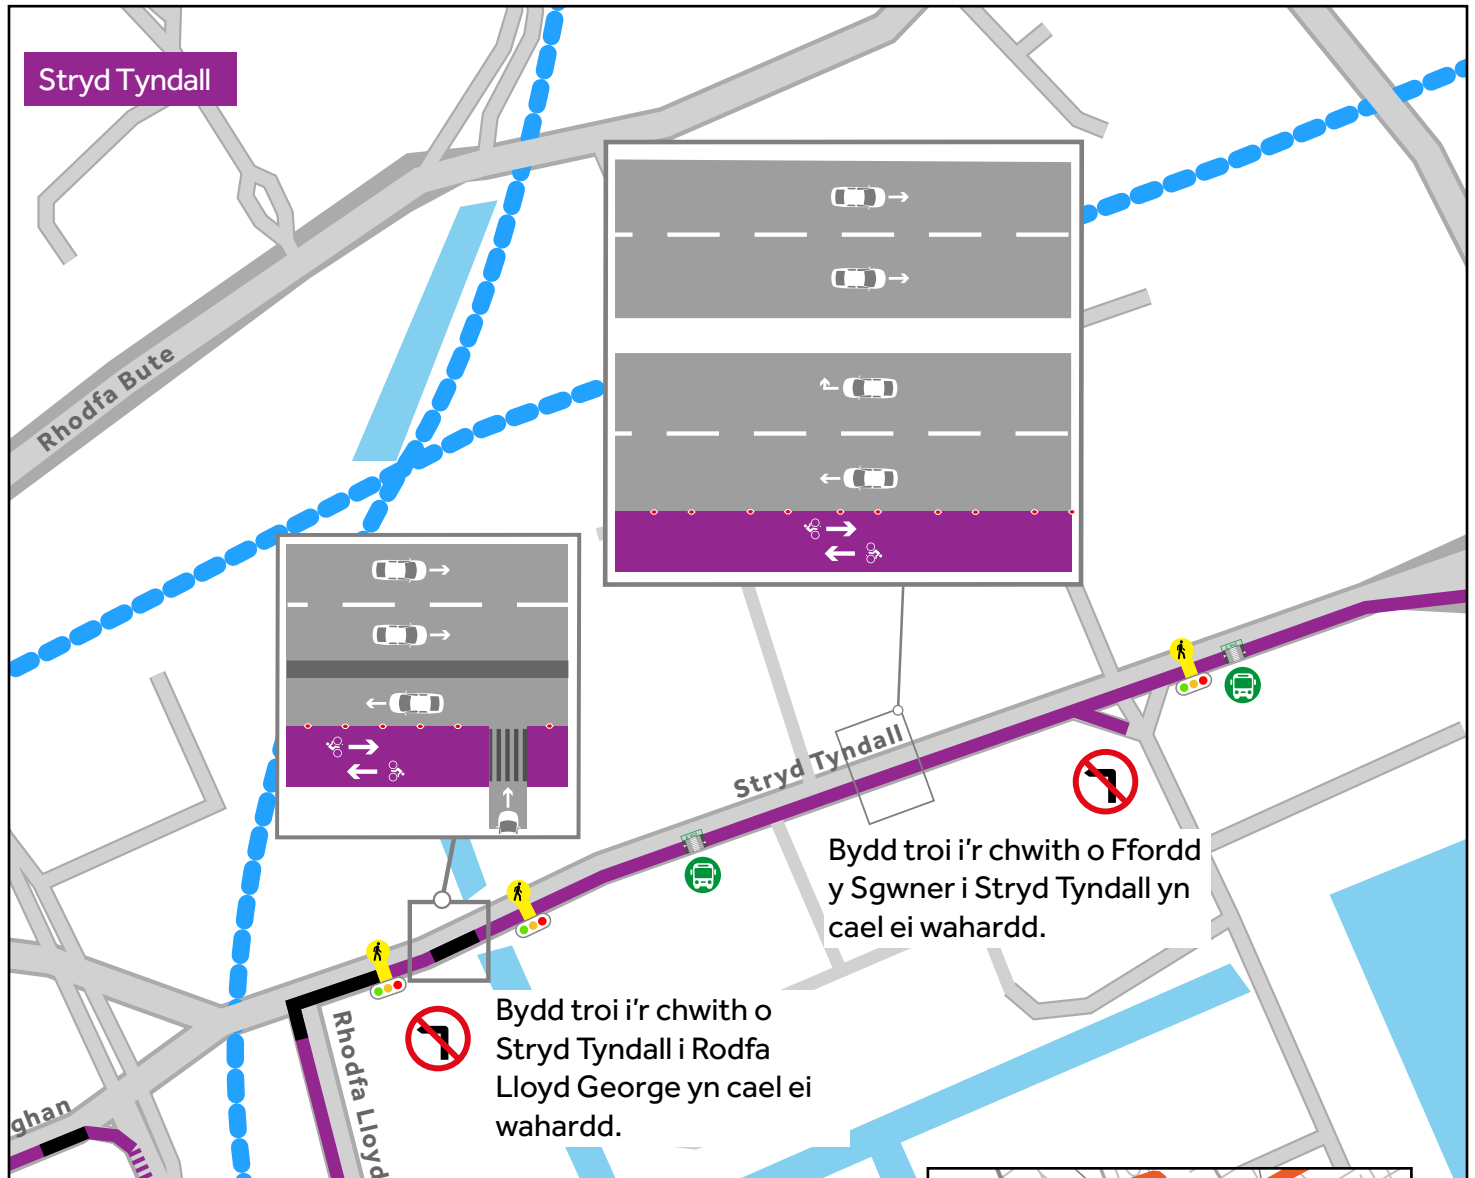 Stryd Tyndall
Rhodfa Bute
Stryd Tyndall
Bydd troi i'r chwith o Ffordd
y Sgwner i Stryd Tyndall yn
cael ei wahardd.
Bydd troi i'r chwith o
Stryd Tyndall i Rodfa
Lloyd George yn cael ei
wahardd.
Rhodfa Lloyd
ghan